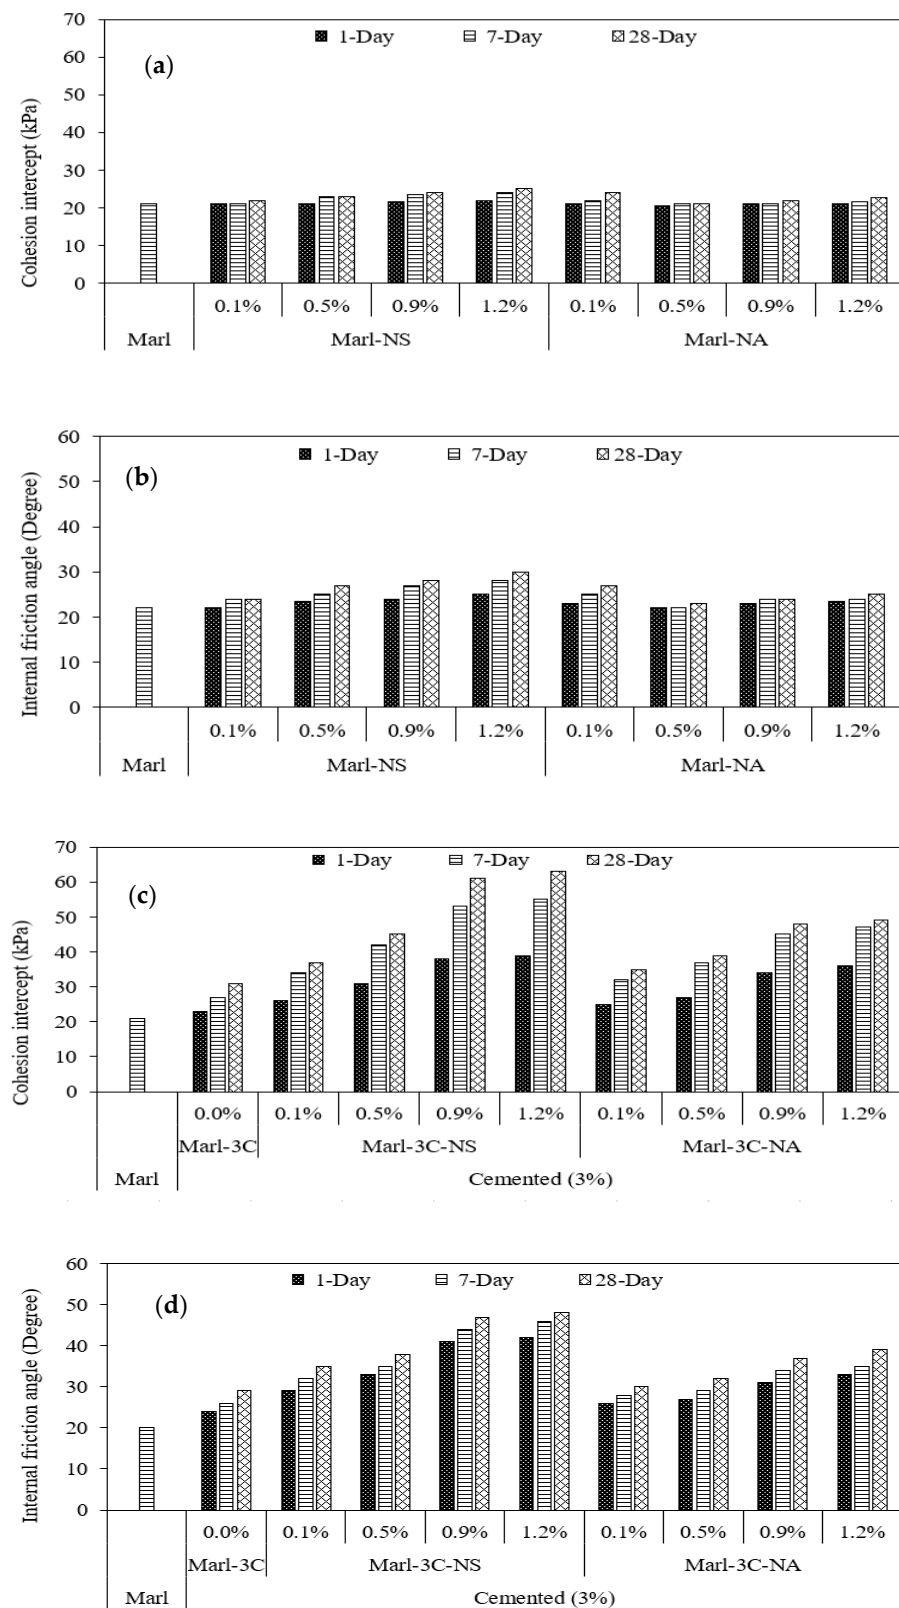 70
1-Day 7-Day 28-Day
60
(a)
50
40
30
20
10
0
Cohesion intercept (kPa)
0.1% 0.5% 0.9% 1.2% 0.1% 0.5% 0.9% 1.2%
Marl Marl-NS Marl-NA
60
1-Day 7-Day 28-Day
(b)
50
40
30
20
10
0
Internal friction angle (Degree)
0.1% 0.5% 0.9% 1.2% 0.1% 0.5% 0.9% 1.2%
Marl Marl-NS Marl-NA
70
1-Day 7-Day 28-Day
60
(c)
50
40
30
20
10
0
Cohesion intercept (kPa)
0.0% 0.1% 0.5% 0.9% 1.2% 0.1% 0.5% 0.9% 1.2%
Marl-3C Marl-3C-NS Marl-3C-NA
Marl Cemented (3%)
60
1-Day 7-Day 28-Day
(d)
50
40
30
20
10
0
Internal friction angle (Degree)
0.0% 0.1% 0.5% 0.9% 1.2% 0.1% 0.5% 0.9% 1.2%
Marl-3C Marl-3C-NS Marl-3C-NA
Marl Cemented (3%)